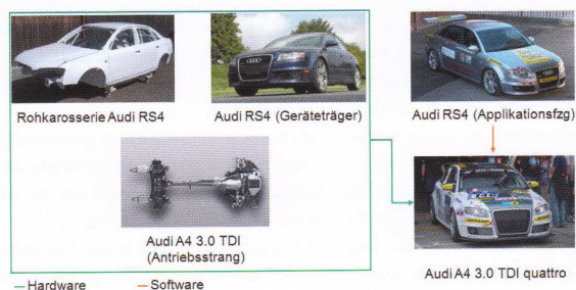 Rohkarosserie Audi RS4
Audi RS4 (Geräteträger)
Audi RS4 (Applikationsfzg)
Audi A4 3.0 TDI
(Antriebsstrang)
Audi A4 3.0 TDI quattro
Hardware
Software